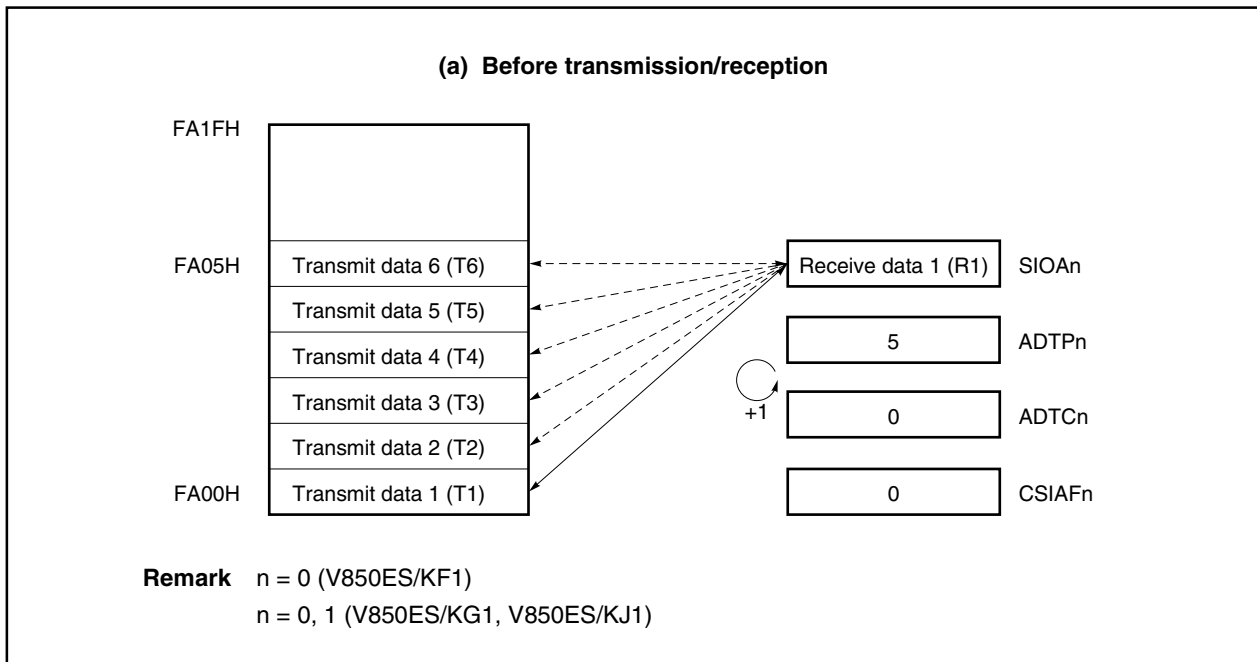 (a) Before transmission/reception
FA1FH
FA05H
Transmit data 6 (T6)
Receive data 1 (R1)
SIOAn
Transmit data 5 (T5)
5
ADTPn
Transmit data 4 (T4)
Transmit data 3 (T3)
+1
0
ADTCn
Transmit data 2 (T2)
FA00H
Transmit data 1 (T1)
0
CSIAFn
Remark n = 0 (V850ES/KF1)
n = 0, 1 (V850ES/KG1, V850ES/KJ1)